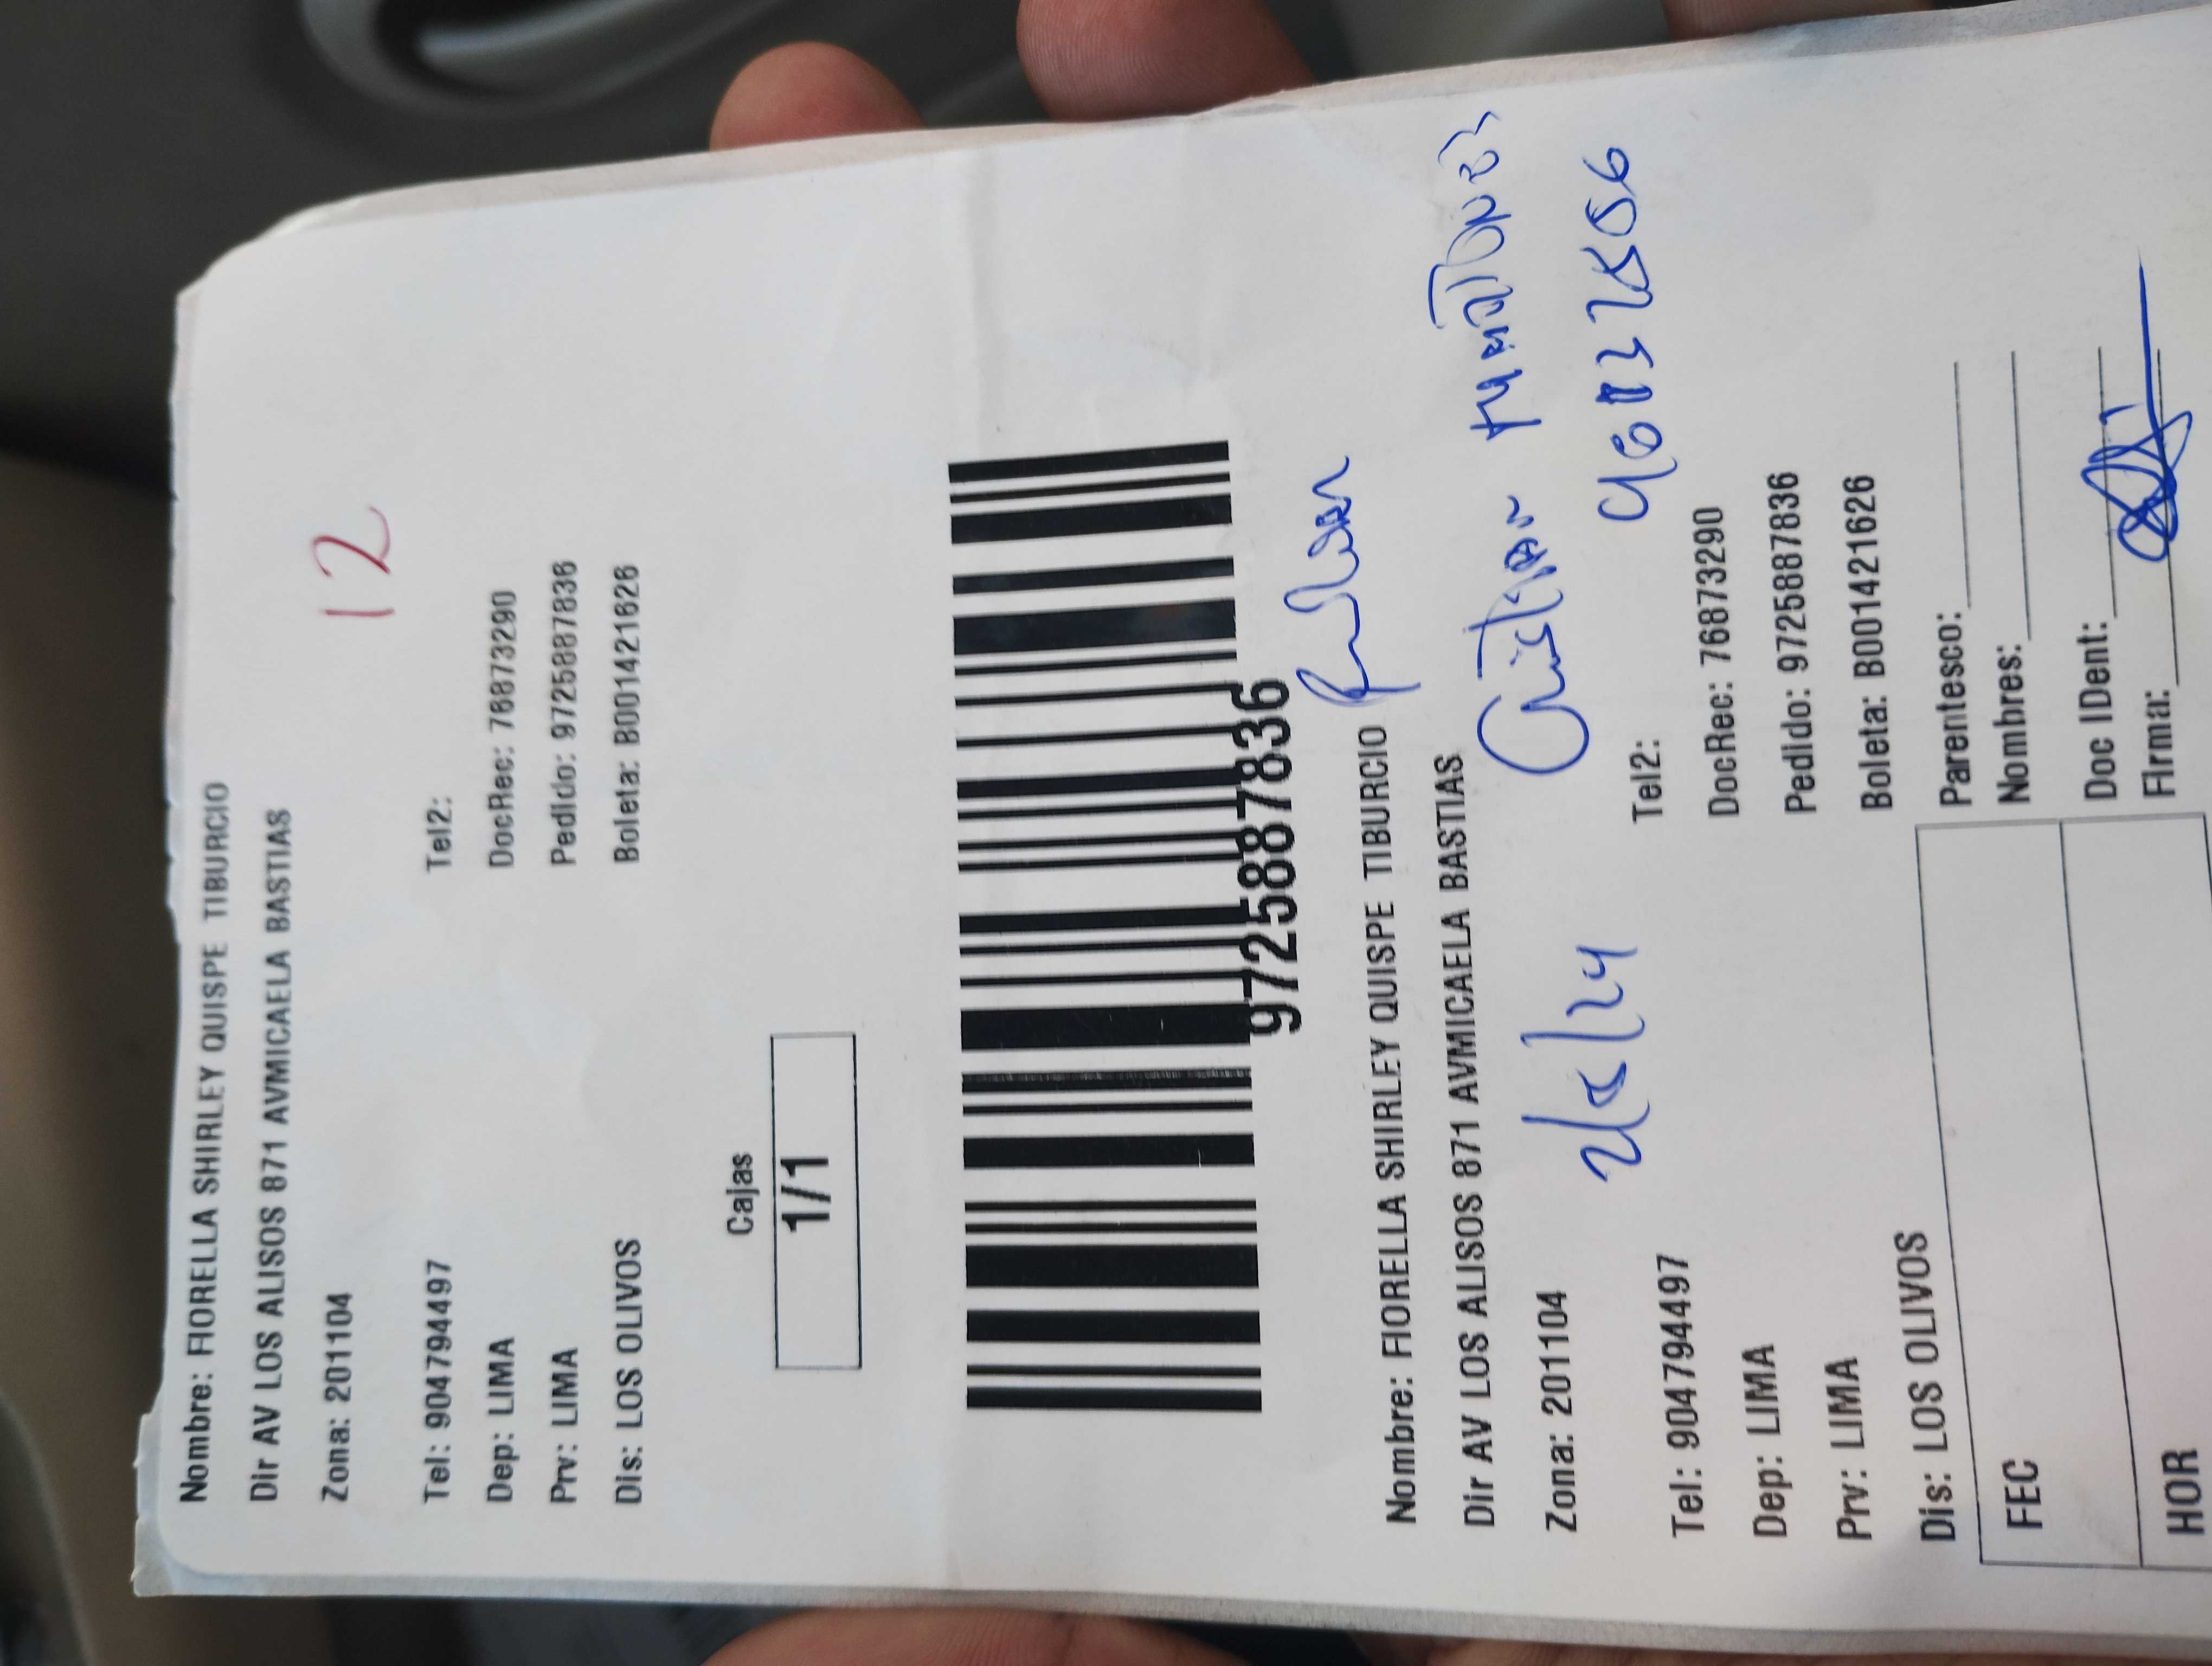 Nombre: FIORELLA SHIRLEY QUISPE TIBURCIO
Dir AV LOS ALISOS 871 AVMICAELA BASTIAS
Zona: 201104
12
Tel: 904794497 Tel2:
Dep: LIMA DocRec: 76873290
Prv: LIMA Pedido: 97258887836
Dis: LOS OLIVOS Boleta: B001421626
Cajas
1/1
97258887836
Nombre: FIORELLA SHIRLEY QUISPE TIBURCIO
Dir AV LOS ALISOS 871 AVMICAELA BASTIAS
Zona: 201104
Tel: 904794497 Tel2:
Dep: LIMA DocRec: 76873290
Prv: LIMA Pedido: 97258887836
Dis: LOS OLIVOS Boleta: B001421626
FEC
HOR
Parentesco:
Nombres:
Doc IDent:
Firma: